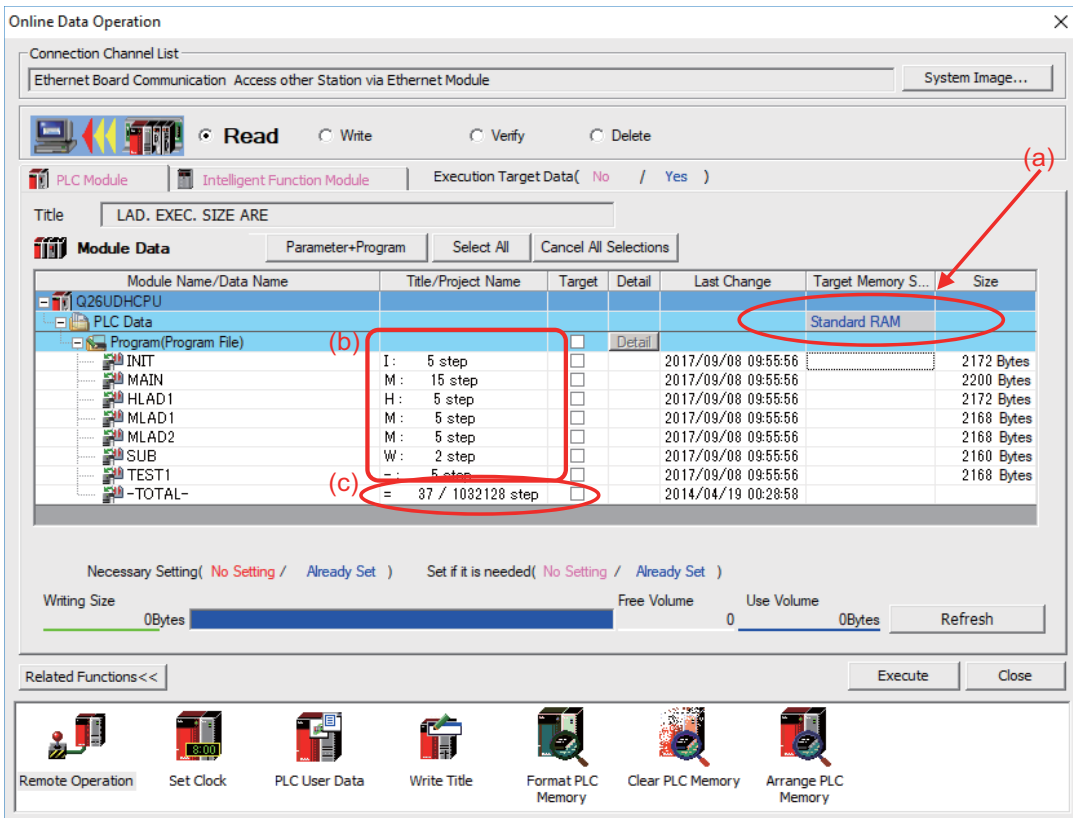 Online Data Operation
Connection Channel List
Ethernet Board Communication Access other Station via Ethernet Module
System Image...
Read Write Verify Delete
(a)
PLC Module Intelligent Function Module Execution Target Data( No / Yes )
Title LAD. EXEC. SIZE ARE
Module Data Parameter+Program Select All Cancel All Selections
Module Name/Data Name Title/Project Name Target Detail Last Change Target Memory S... Size
Q26UDHCPU
PLC Data Standard RAM
Program(Program File) (b) Detail
INIT I: 5 step 2017/09/08 09:55:56 2172 Bytes
MAIN M: 15 step 2017/09/08 09:55:56 2200 Bytes
HLAD1 H: 5 step 2017/09/08 09:55:56 2172 Bytes
MLAD1 M: 5 step 2017/09/08 09:55:56 2168 Bytes
MLAD2 M: 5 step 2017/09/08 09:55:56 2168 Bytes
SUB W: 2 step 2017/09/08 09:55:56 2160 Bytes
TEST1 -: 5 step 2017/09/08 09:55:56 2168 Bytes
(c) -TOTAL- = 37 / 1032128 step 2014/04/19 00:28:58
Necessary Setting( No Setting / Already Set ) Set if it is needed( No Setting / Already Set )
Writing Size Free Volume Use Volume
0Bytes 0 0Bytes Refresh
Related Functions<< Execute Close
8:00
Remote Operation Set Clock PLC User Data Write Title Format PLC Memory Clear PLC Memory Arrange PLC Memory